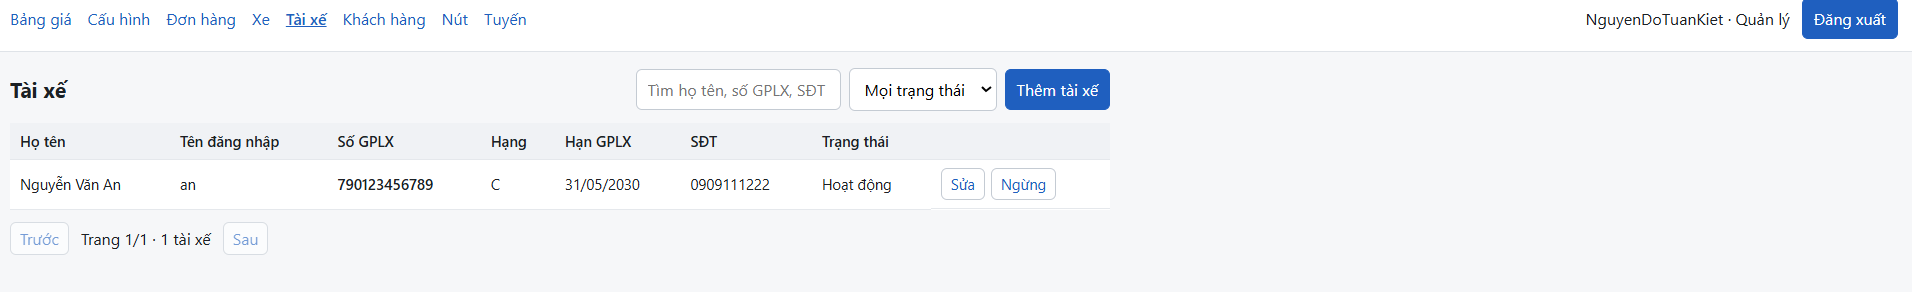 Bảng giá Cấu hình Đơn hàng Xe Tài xế Khách hàng Nút Tuyến NguyenDoTuanKiet · Quản lý Đăng xuất
Tài xế Tìm họ tên, số GPLX, SĐT Mọi trạng thái Thêm tài xế
Họ tên Tên đăng nhập Số GPLX Hạng Hạn GPLX SĐT Trạng thái
Nguyễn Văn An an 790123456789 C 31/05/2030 0909111222 Hoạt động Sửa Ngừng
Trước Trang 1/1 · 1 tài xế Sau